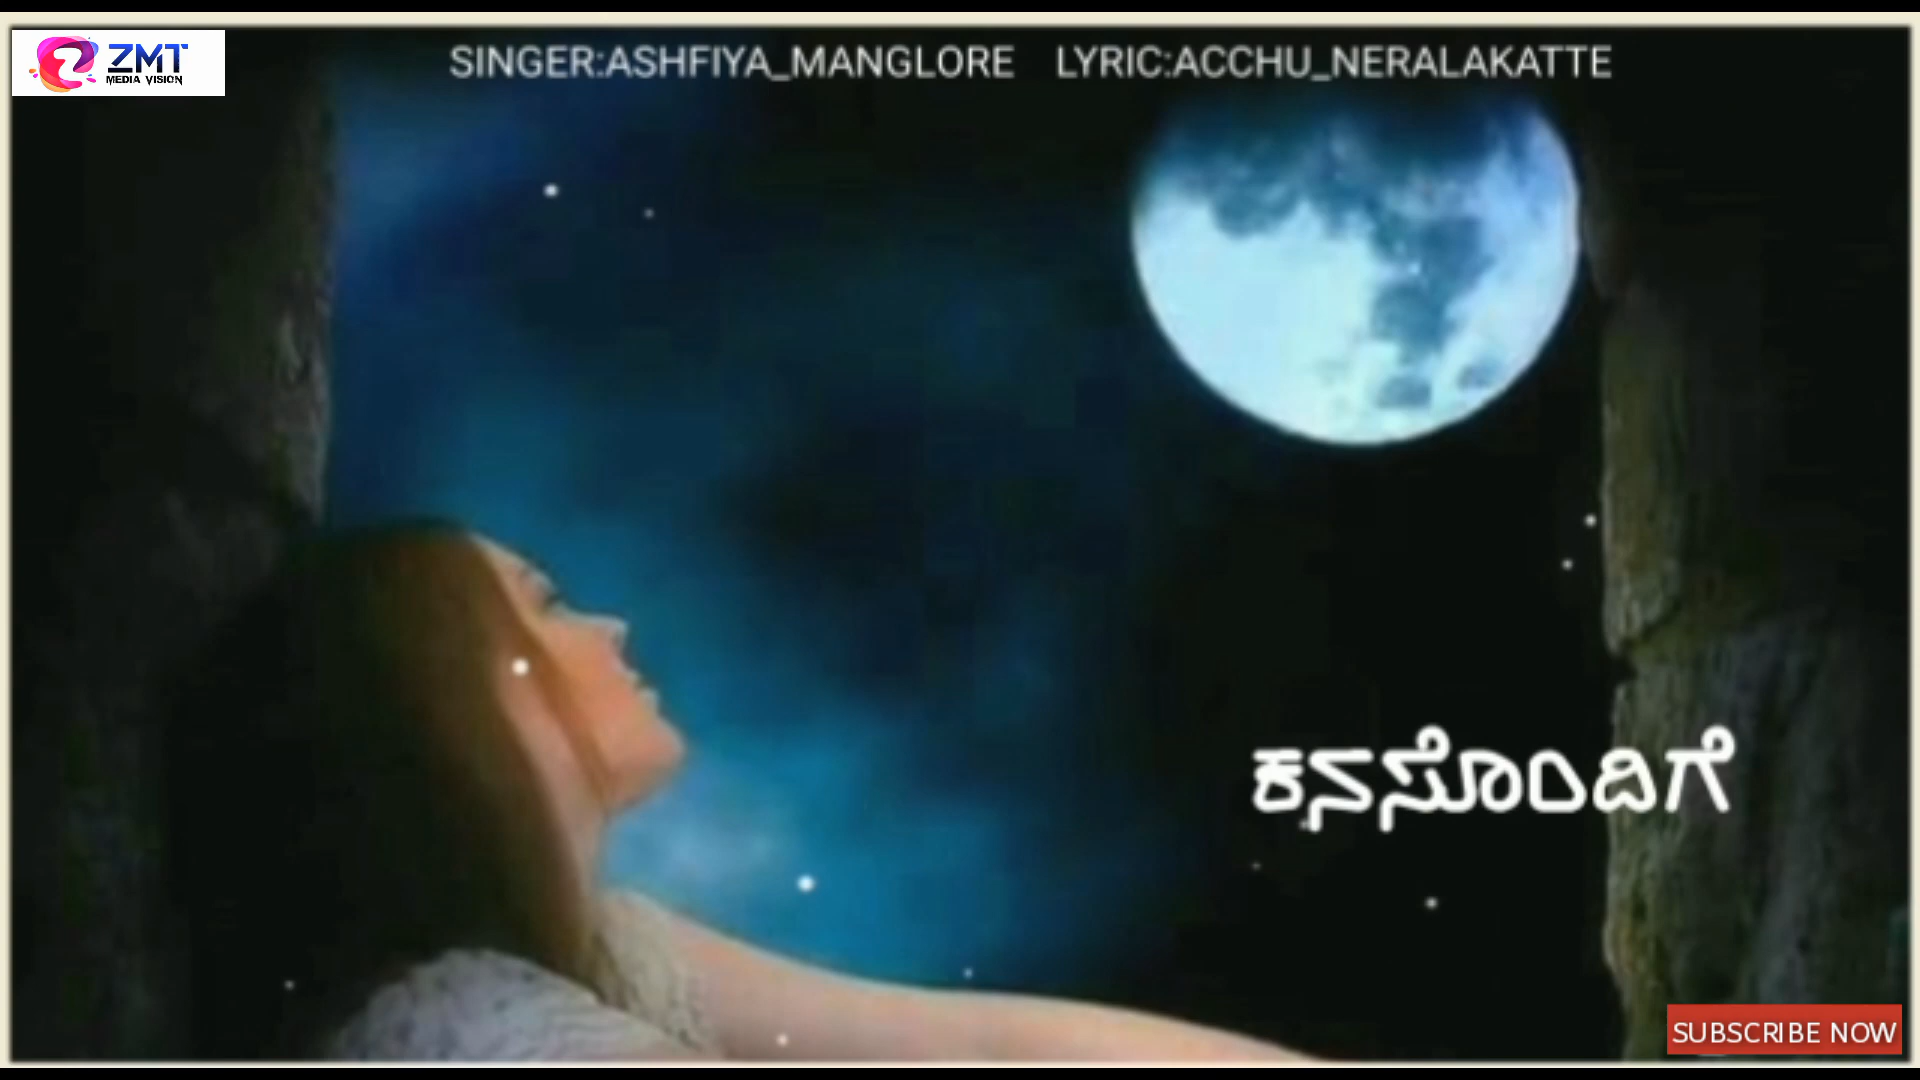 ZMT
MEDIA VISION
SINGER:ASHFIYA_MANGLORE LYRIC:ACCHU_NERALAKATTE
ಕನಸೊಂದಿಗೆ
SUBSCRIBE NOW